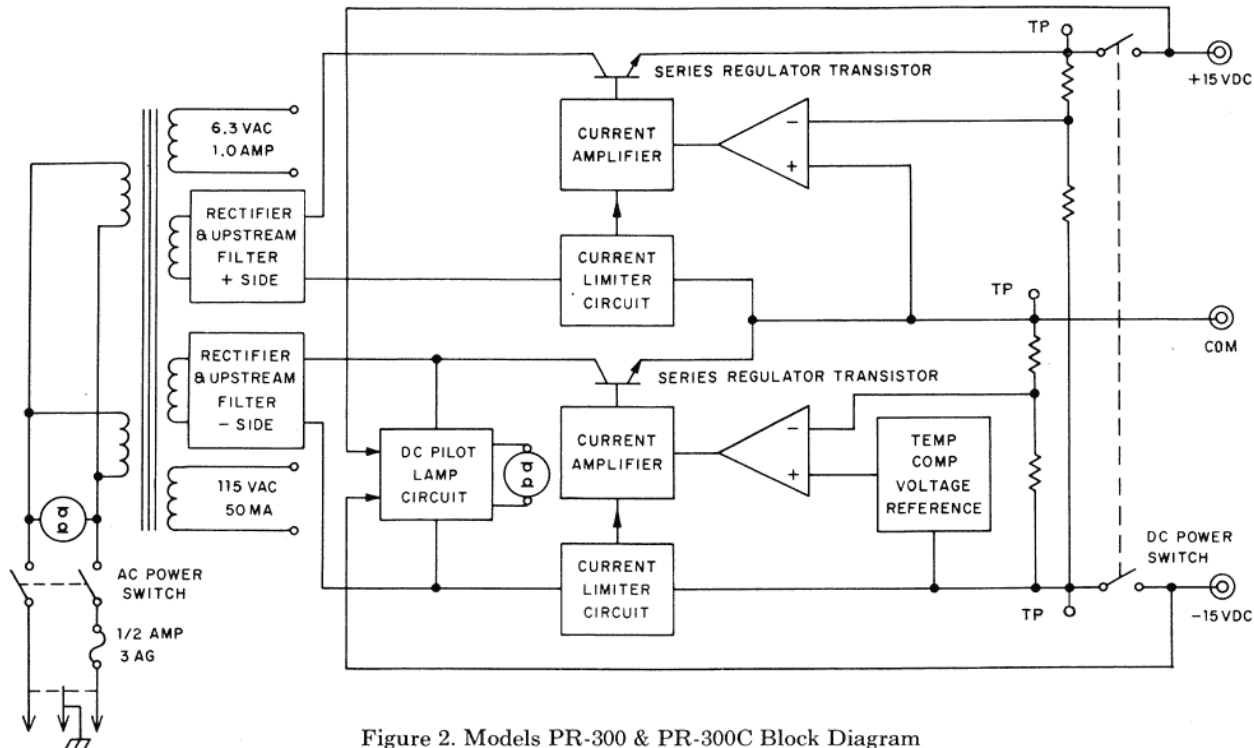 TP
+15 VDC
SERIES REGULATOR TRANSISTOR
6.3 VAC
1.0 AMP
CURRENT
AMPLIFIER
−
+
RECTIFIER
& UPSTREAM
FILTER
+ SIDE
CURRENT
LIMITER
CIRCUIT
TP
COM
RECTIFIER
& UPSTREAM
FILTER
− SIDE
SERIES REGULATOR TRANSISTOR
DC PILOT
LAMP
CIRCUIT
CURRENT
AMPLIFIER
−
+
TEMP
COMP
VOLTAGE
REFERENCE
115 VAC
50 MA
DC POWER
SWITCH
AC POWER
SWITCH
CURRENT
LIMITER
CIRCUIT
TP
−15 VDC
1/2 AMP
3 AG
Figure 2. Models PR-300 & PR-300C Block Diagram